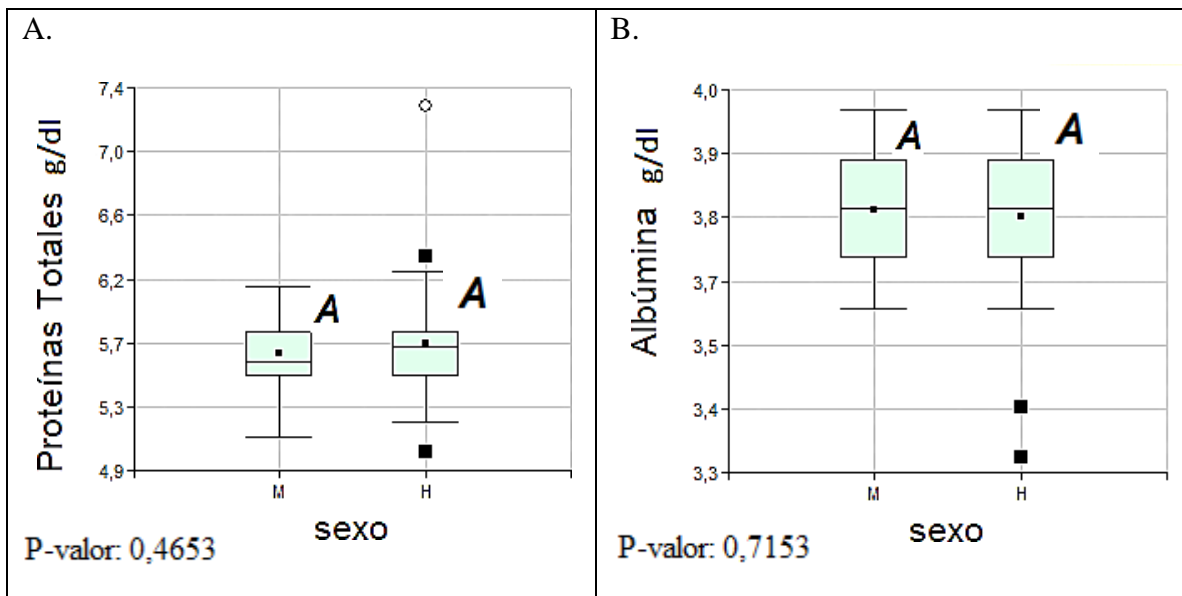 A.
Proteínas Totales g/dl
7,4
7,0
6,6
6,2
5,7
5,3
4,9
A
A
M
H
sexo
P-valor: 0,4653
B.
Albúmina g/dl
4,0
3,9
3,8
3,7
3,5
3,4
3,3
A
A
M
H
sexo
P-valor: 0,7153